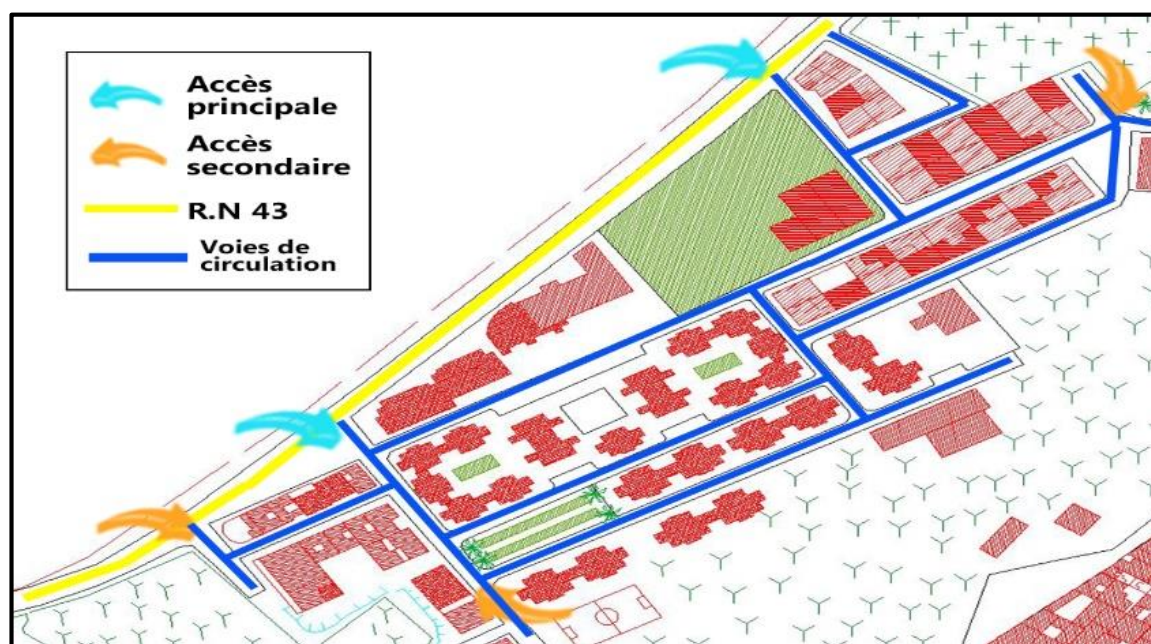 Accès
principale
Accès
secondaire
R.N 43
Voies de
circulation